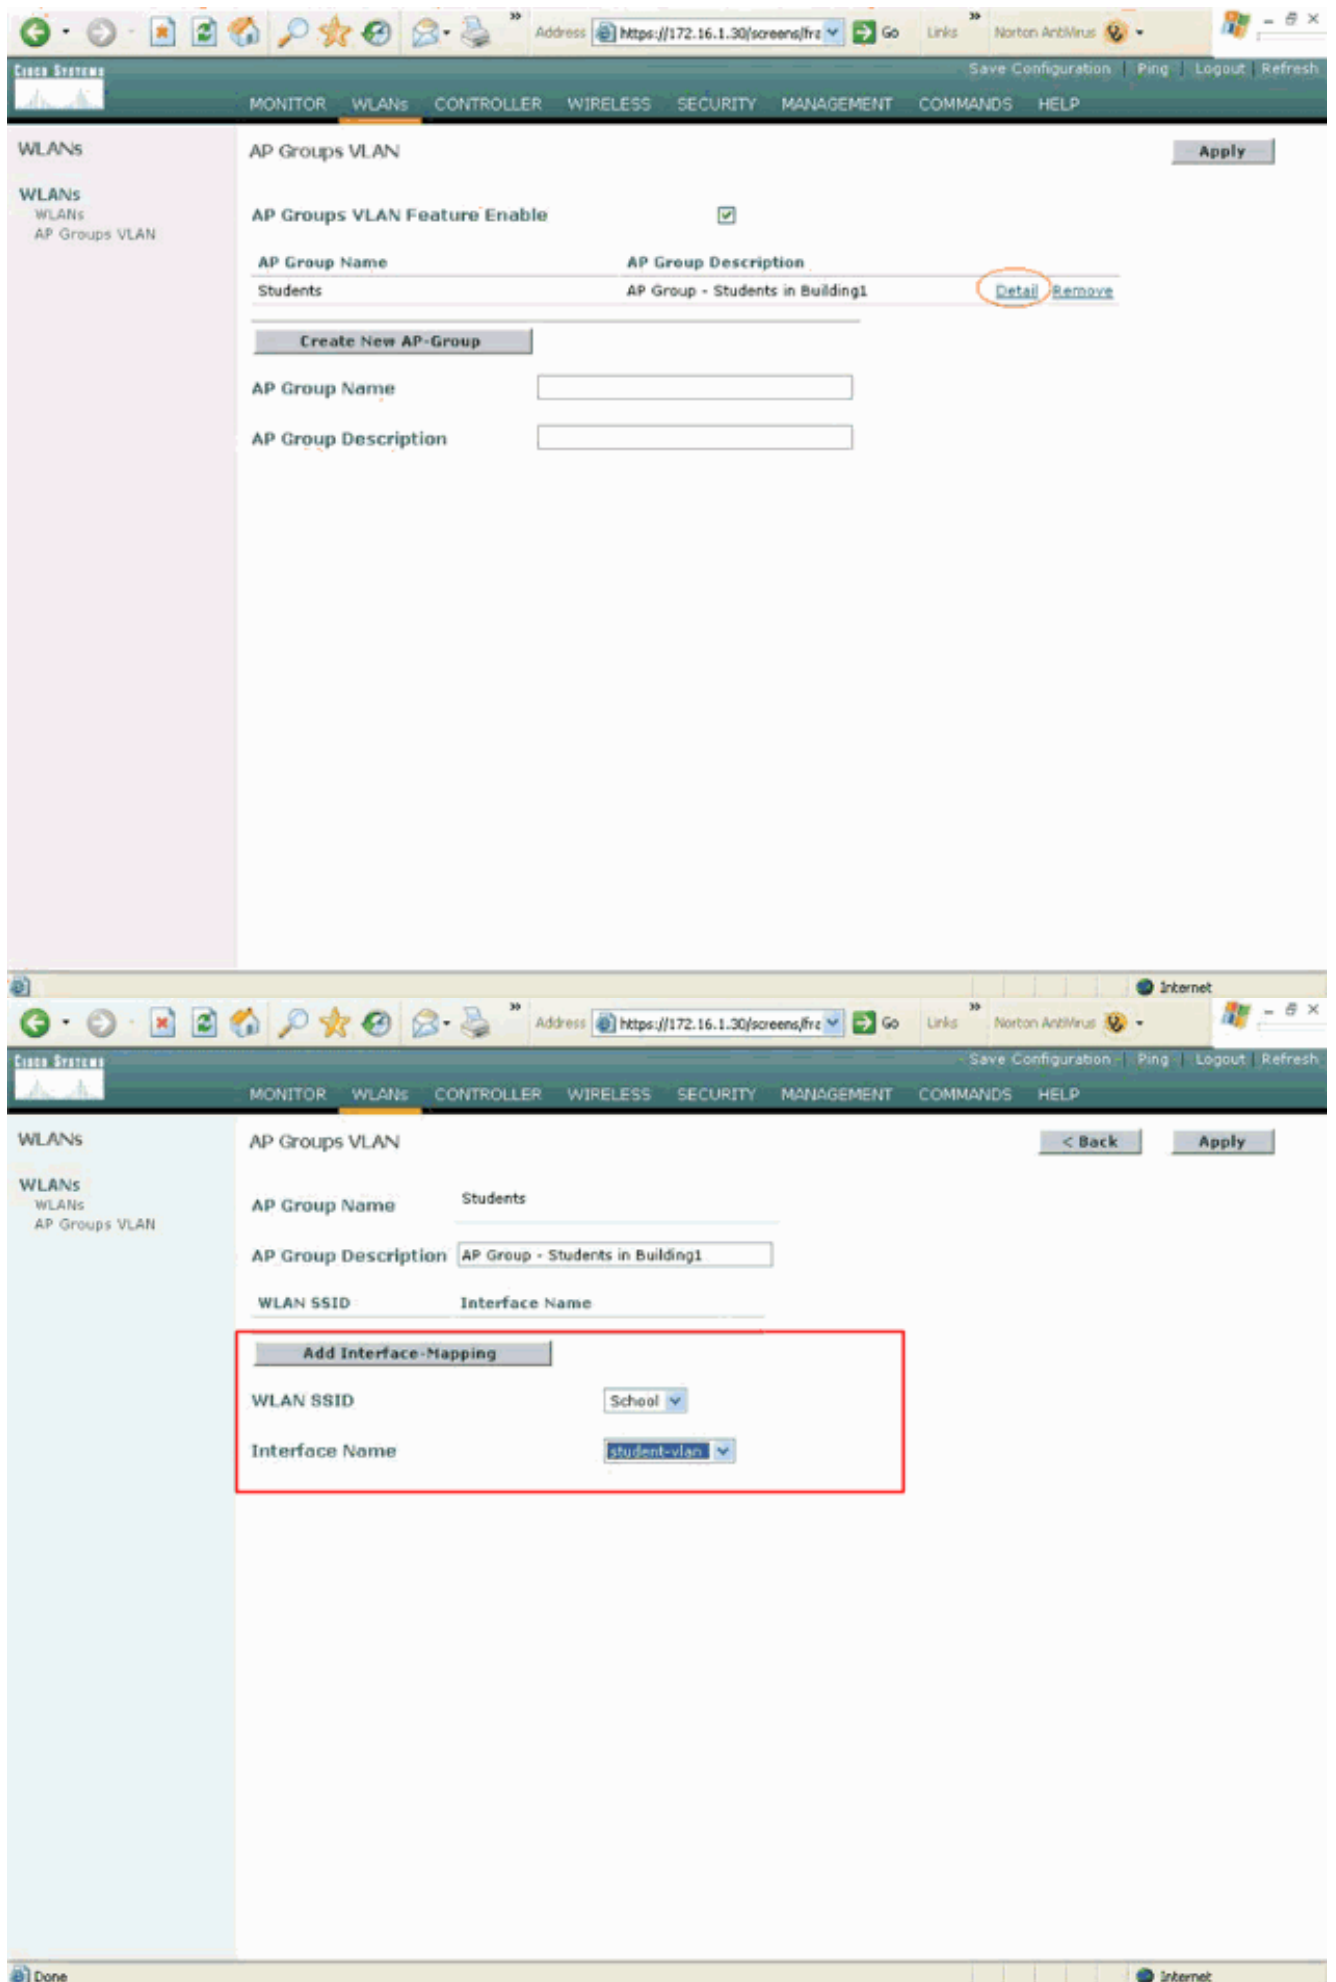 Address https://172.16.1.30/screens/fra Go Links Norton AntiVirus
CISCO SYSTEMS
Save Configuration | Ping | Logout | Refresh
MONITOR WLANs CONTROLLER WIRELESS SECURITY MANAGEMENT COMMANDS HELP
WLANs
AP Groups VLAN
Apply
WLANs
WLANs
AP Groups VLAN
AP Groups VLAN Feature Enable
AP Group Name AP Group Description
Students AP Group - Students in Building1 Detail Remove
Create New AP-Group
AP Group Name
AP Group Description
Internet
Address https://172.16.1.30/screens/fra Go Links Norton AntiVirus
CISCO SYSTEMS
Save Configuration | Ping | Logout | Refresh
MONITOR WLANs CONTROLLER WIRELESS SECURITY MANAGEMENT COMMANDS HELP
WLANs
AP Groups VLAN
< Back Apply
WLANs
WLANs
AP Groups VLAN
AP Group Name Students
AP Group Description AP Group - Students in Building1
WLAN SSID Interface Name
Add Interface-Mapping
WLAN SSID School
Interface Name student-vlan
Done Internet